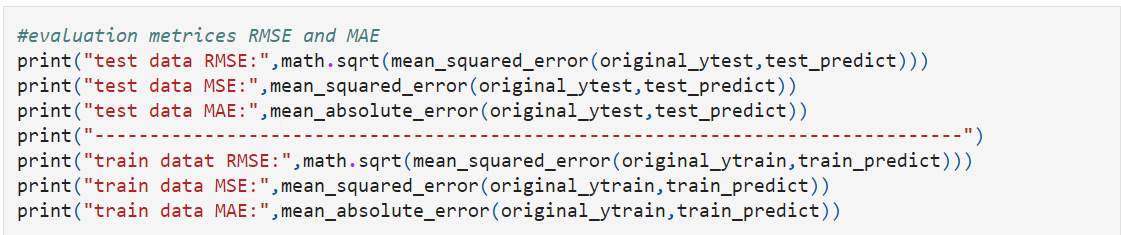 #evaluation metrices RMSE and MAE
print("test data RMSE:",math.sqrt(mean_squared_error(original_ytest,test_predict)))
print("test data MSE:",mean_squared_error(original_ytest,test_predict))
print("test data MAE:",mean_absolute_error(original_ytest,test_predict))
print("-------------------------------------------------------------------------------")
print("train datat RMSE:",math.sqrt(mean_squared_error(original_ytrain,train_predict)))
print("train data MSE:",mean_squared_error(original_ytrain,train_predict))
print("train data MAE:",mean_absolute_error(original_ytrain,train_predict))